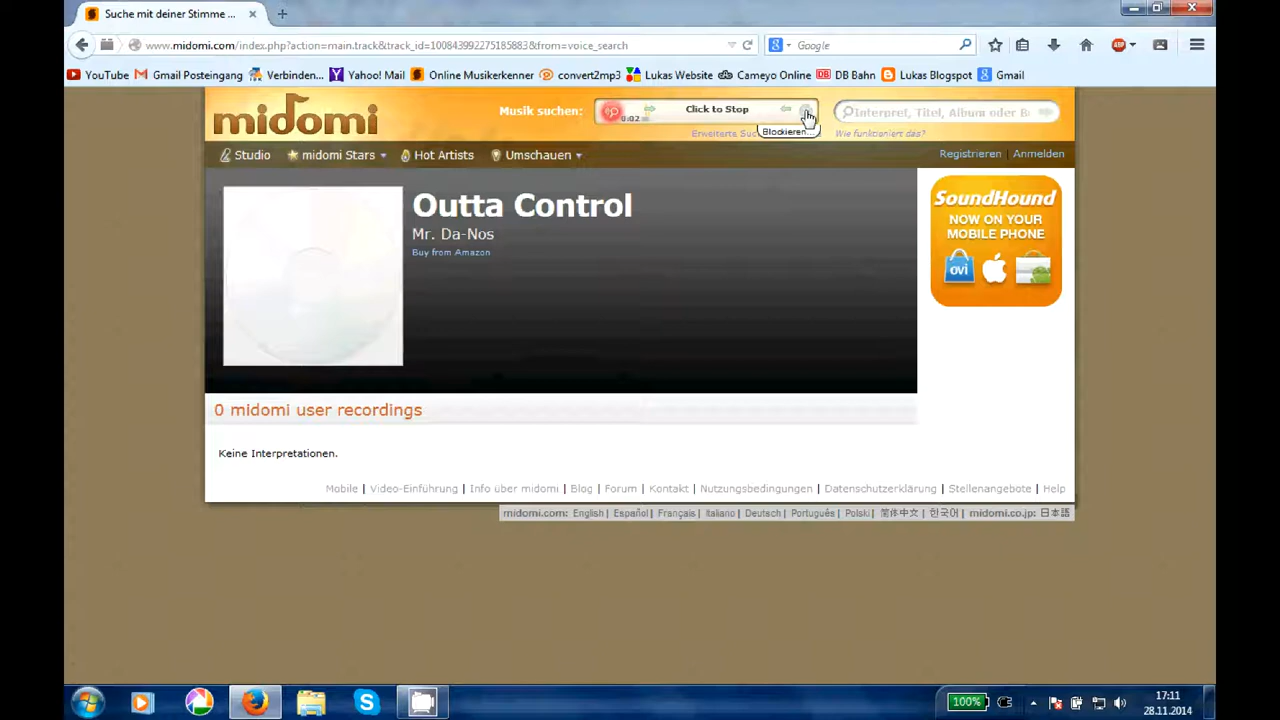 Suche mit deiner Stimme ...
www.midomi.com/index.php?action=main.track&track_id=100843992275185883&from=voice_search
Google
YouTube Gmail Posteingang Verbinden... Yahoo! Mail Online Musikerkenner convert2mp3 Lukas Website Cameyo Online DB Bahn Lukas Blogspot Gmail
midomi
Musik suchen:
Click to Stop
0:02
Interpret, Titel, Album oder
Blockieren...
Erweiterte
Wie funktioniert das?
Studio midomi Stars Hot Artists Umschauen
Registrieren | Anmelden
Outta Control
Mr. Da-Nos
Buy from Amazon
SoundHound
NOW ON YOUR
MOBILE PHONE
ovi
0 midomi user recordings
Keine Interpretationen.
Mobile | Video-Einführung | Info über midomi | Blog | Forum | Kontakt | Nutzungsbedingungen | Datenschutzerklärung | Stellenangebote | Help
midomi.com: English | Español | Français | Italiano | Deutsch | Português | Polski | 简体中文 | 한국어 | midomi.co.jp: 日本語
100%
17:11
28.11.2014